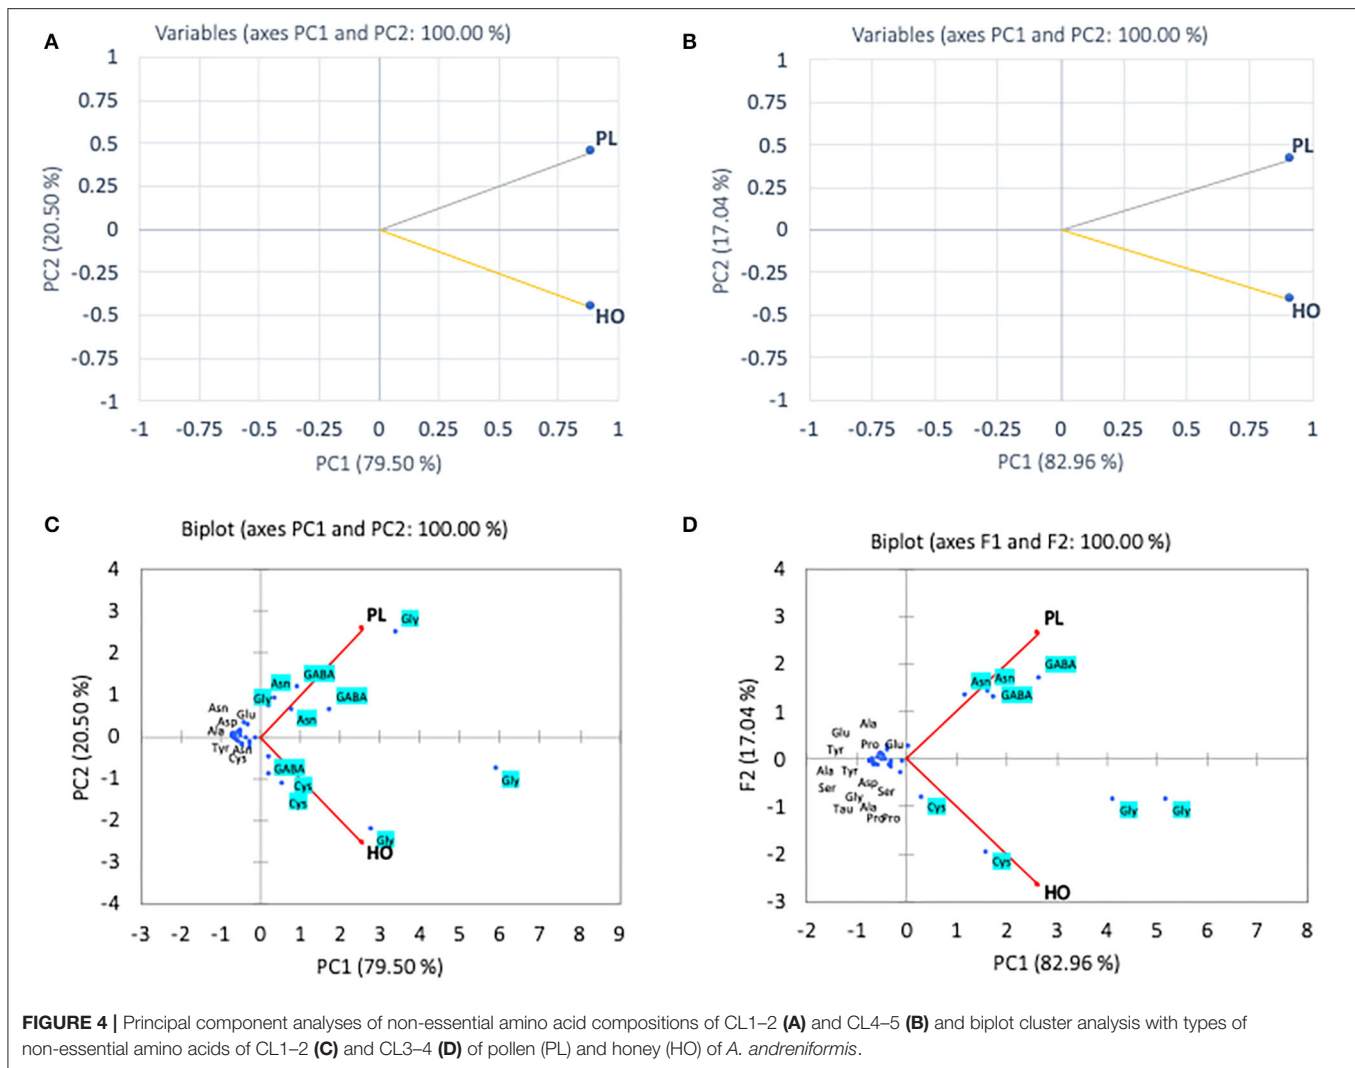 A
Variables (axes PC1 and PC2: 100.00 %)
1
0.75
0.5
0.25
0
-0.25
-0.5
-0.75
-1
PC2 (20.50 %)
PL
HO
-1 -0.75 -0.5 -0.25 0 0.25 0.5 0.75 1
PC1 (79.50 %)
B
Variables (axes PC1 and PC2: 100.00 %)
1
0.75
0.5
0.25
0
-0.25
-0.5
-0.75
-1
PC2 (17.04 %)
PL
HO
-1 -0.75 -0.5 -0.25 0 0.25 0.5 0.75 1
PC1 (82.96 %)
C
Biplot (axes PC1 and PC2: 100.00 %)
4
3
2
1
0
-1
-2
-3
-4
PC2 (20.50 %)
PL
Gly
GABA
Asn
Gly
GABA
Asn
Asn
Glu
Asp
Ala
Tyr Asn
Cys
GABA
Cys
Cys
Gly
Gly
HO
-3 -2 -1 0 1 2 3 4 5 6 7 8 9
PC1 (79.50 %)
D
Biplot (axes F1 and F2: 100.00 %)
4
3
2
1
0
-1
-2
-3
F2 (17.04 %)
PL
GABA
Asn
Asn
GABA
Ala
Glu
Pro Glu
Tyr
Ala Tyr
Asp
Ser Ser
Gly
Tau Ala
Pro Pro
Cys
Gly Gly
Cys
HO
-2 -1 0 1 2 3 4 5 6 7 8
PC1 (82.96 %)
FIGURE 4 | Principal component analyses of non-essential amino acid compositions of CL1–2 (A) and CL4–5 (B) and biplot cluster analysis with types of
non-essential amino acids of CL1–2 (C) and CL3–4 (D) of pollen (PL) and honey (HO) of A. andreniformis.